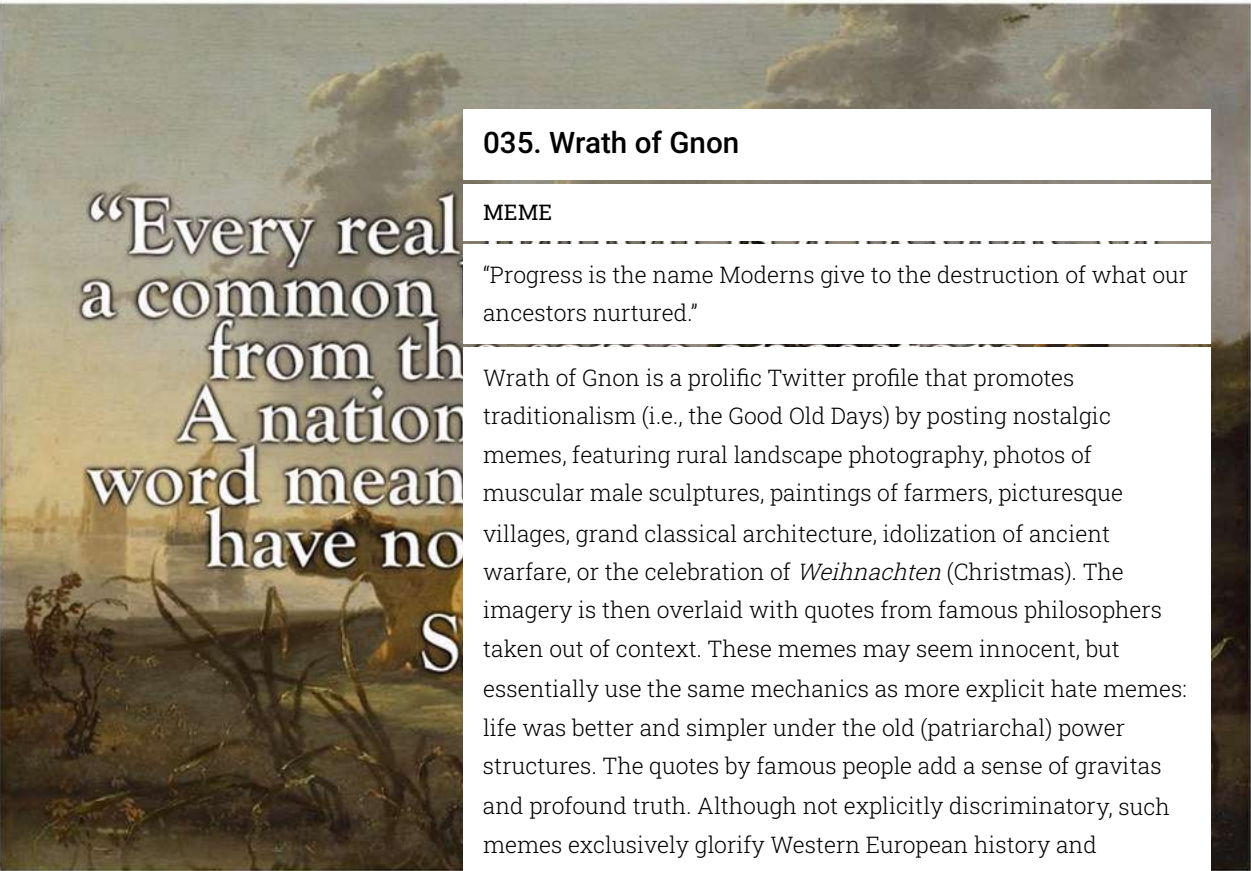 “Every real
a common
from th
A nation
word mean
have no
S
035. Wrath of Gnon
MEME
“Progress is the name Moderns give to the destruction of what our
ancestors nurtured.”
Wrath of Gnon is a prolific Twitter profile that promotes
traditionalism (i.e., the Good Old Days) by posting nostalgic
memes, featuring rural landscape photography, photos of
muscular male sculptures, paintings of farmers, picturesque
villages, grand classical architecture, idolization of ancient
warfare, or the celebration of Weihnachten (Christmas). The
imagery is then overlaid with quotes from famous philosophers
taken out of context. These memes may seem innocent, but
essentially use the same mechanics as more explicit hate memes:
life was better and simpler under the old (patriarchal) power
structures. The quotes by famous people add a sense of gravitas
and profound truth. Although not explicitly discriminatory, such
memes exclusively glorify Western European history and